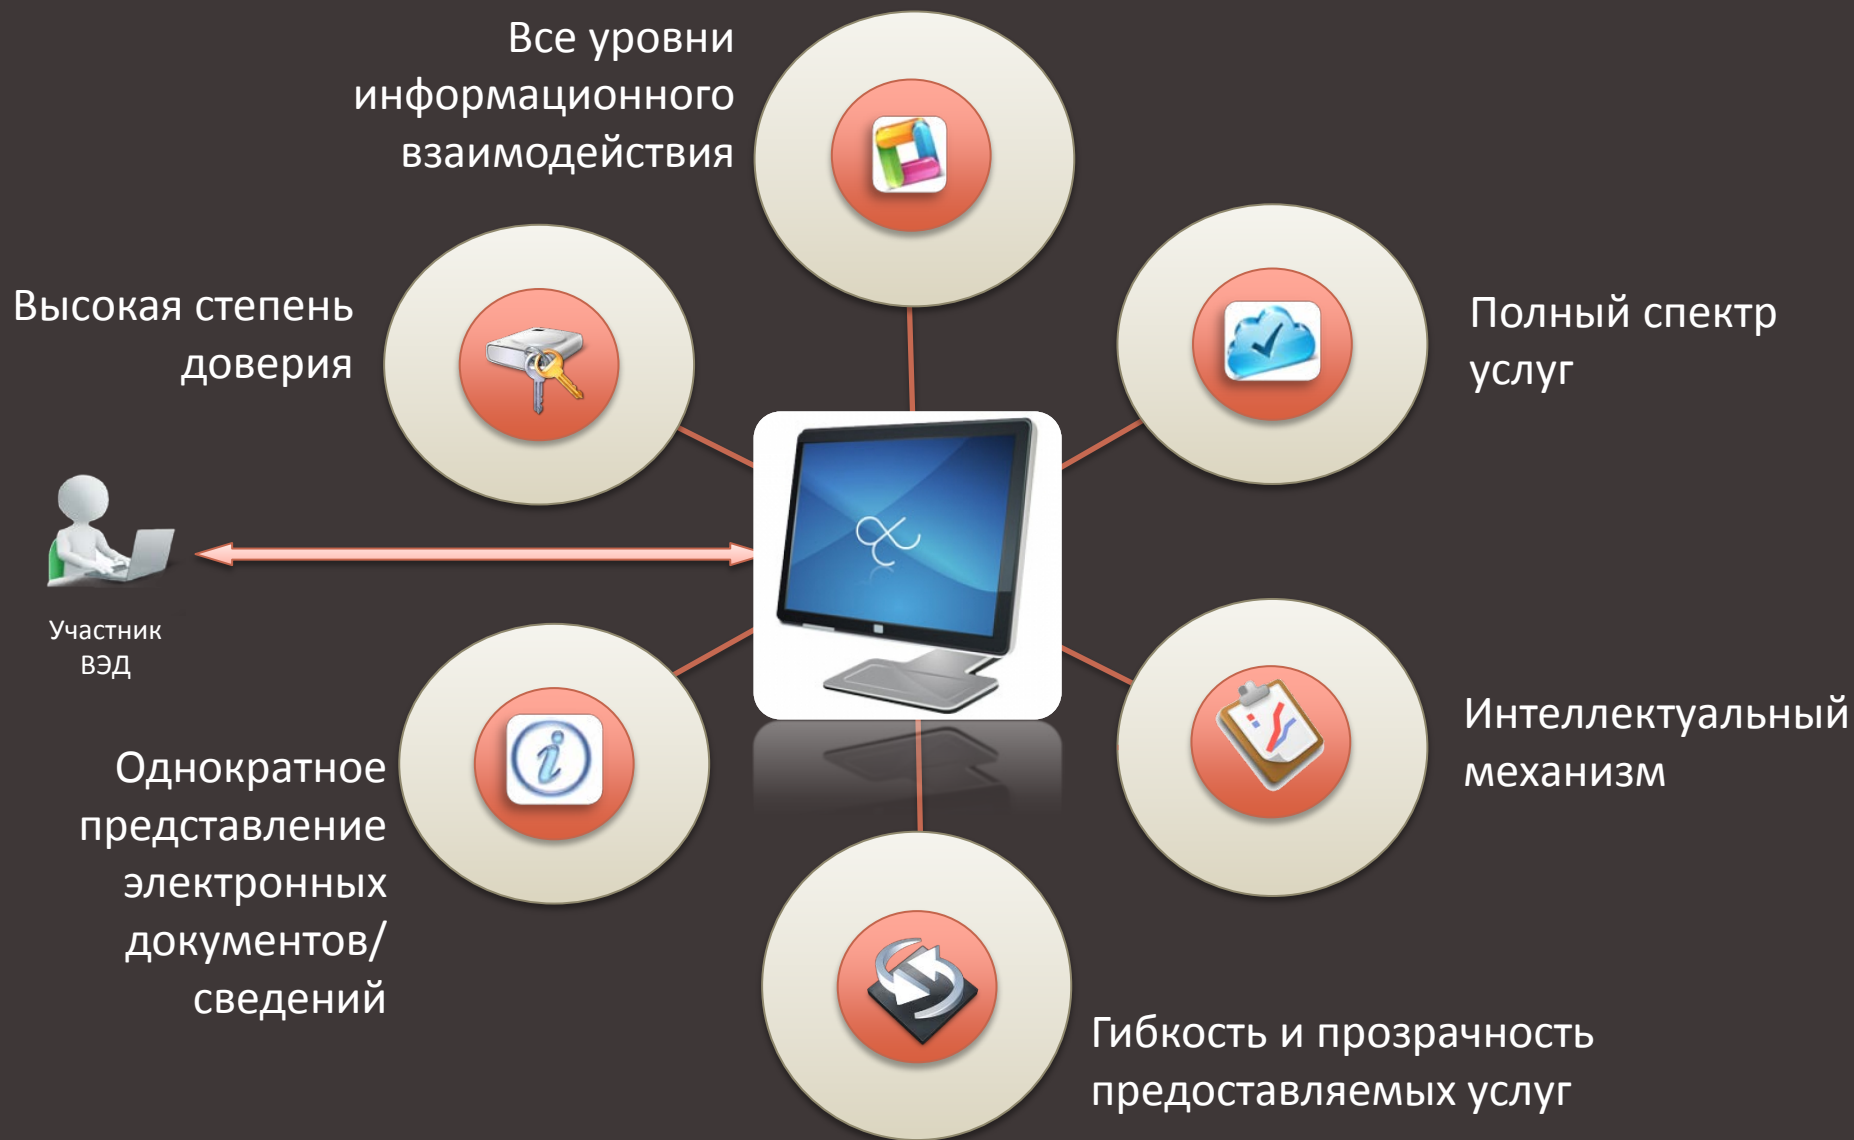 Все уровни
информационного
взаимодействия
Высокая степень
доверия
Полный спектр
услуг
Участник
ВЭД
Однократное
представление
электронных
документов/
сведений
Интеллектуальный
механизм
Гибкость и прозрачность
предоставляемых услуг